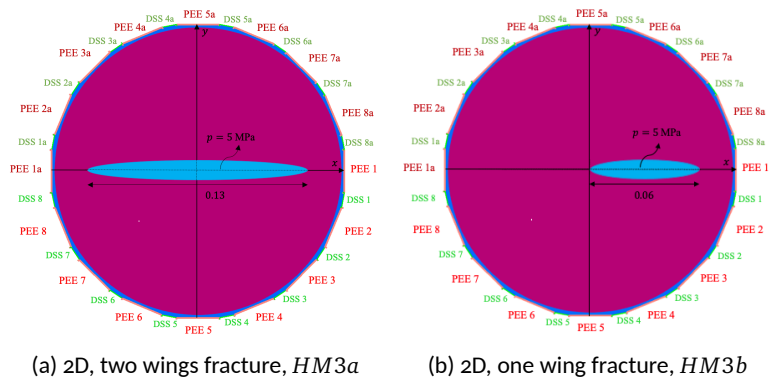 PEE 5a
DSS 4a
DSS 5a
PEE 4a
PEE 6a
y
DSS 3a
DSS 6a
PEE 3a
PEE 7a
DSS 2a
DSS 7a
PEE 2a
PEE 8a
p = 5 MPa
DSS 1a
DSS 8a
x
PEE 1a
PEE 1
0.13
DSS 8
DSS 1
PEE 8
PEE 2
DSS 7
DSS 2
PEE 7
PEE 3
DSS 6
DSS 3
PEE 6
PEE 4
DSS 5
DSS 4
PEE 5
(a) 2D, two wings fracture, HM3a
PEE 5a
DSS 4a
DSS 5a
PEE 4a
PEE 6a
y
DSS 3a
DSS 6a
PEE 3a
PEE 7a
DSS 2a
DSS 7a
PEE 2a
PEE 8a
p = 5 MPa
DSS 1a
DSS 8a
x
PEE 1a
PEE 1
0.06
DSS 8
DSS 1
PEE 8
PEE 2
DSS 7
DSS 2
PEE 7
PEE 3
DSS 6
DSS 3
PEE 6
PEE 4
DSS 5
DSS 4
PEE 5
(b) 2D, one wing fracture, HM3b